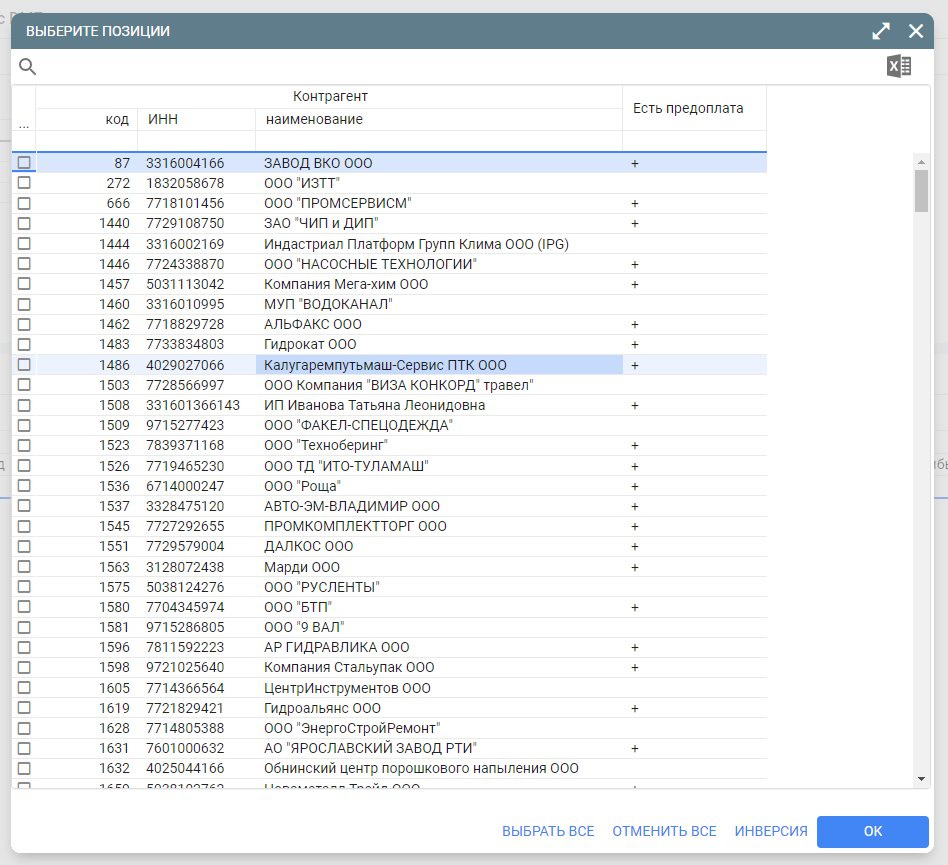 ВЫБЕРИТЕ ПОЗИЦИИ
Контрагент
Есть предоплата
... код ИНН наименование
87 3316004166 ЗАВОД ВКО ООО +
272 1832058678 ООО "ИЗТТ"
666 7718101456 ООО "ПРОМСЕРВИСМ" +
1440 7729108750 ЗАО "ЧИП и ДИП" +
1444 3316002169 Индастриал Платформ Групп Клима ООО (IPG)
1446 7724338870 ООО "НАСОСНЫЕ ТЕХНОЛОГИИ" +
1457 5031113042 Компания Мега-хим ООО +
1460 3316010995 МУП "ВОДОКАНАЛ"
1462 7718829728 АЛЬФАКС ООО +
1483 7733834803 Гидрокат ООО +
1486 4029027066 Калугаремпутьмаш-Сервис ПТК ООО +
1503 7728566997 ООО Компания "ВИЗА КОНКОРД" травел"
1508 331601366143 ИП Иванова Татьяна Леонидовна +
1509 9715277423 ООО "ФАКЕЛ-СПЕЦОДЕЖДА"
1523 7839371168 ООО "Техноберинг" +
1526 7719465230 ООО ТД "ИТО-ТУЛАМАШ" +
1536 6714000247 ООО "Роща" +
1537 3328475120 АВТО-ЭМ-ВЛАДИМИР ООО +
1545 7727292655 ПРОМКОМПЛЕКТТОРГ ООО +
1551 7729579004 ДАЛКОС ООО +
1563 3128072438 Марди ООО +
1575 5038124276 ООО "РУСЛЕНТЫ"
1580 7704345974 ООО "БТП" +
1581 9715286805 ООО "9 ВАЛ"
1596 7811592223 АР ГИДРАВЛИКА ООО +
1598 9721025640 Компания Стальупак ООО +
1605 7714366564 ЦентрИнструментов ООО
1619 7721829421 Гидроальянс ООО +
1628 7714805388 ООО "ЭнергоСтройРемонт"
1631 7601000632 АО "ЯРОСЛАВСКИЙ ЗАВОД РТИ" +
1632 4025044166 Обнинский центр порошкового напыления ООО
ВЫБРАТЬ ВСЕ ОТМЕНИТЬ ВСЕ ИНВЕРСИЯ OK